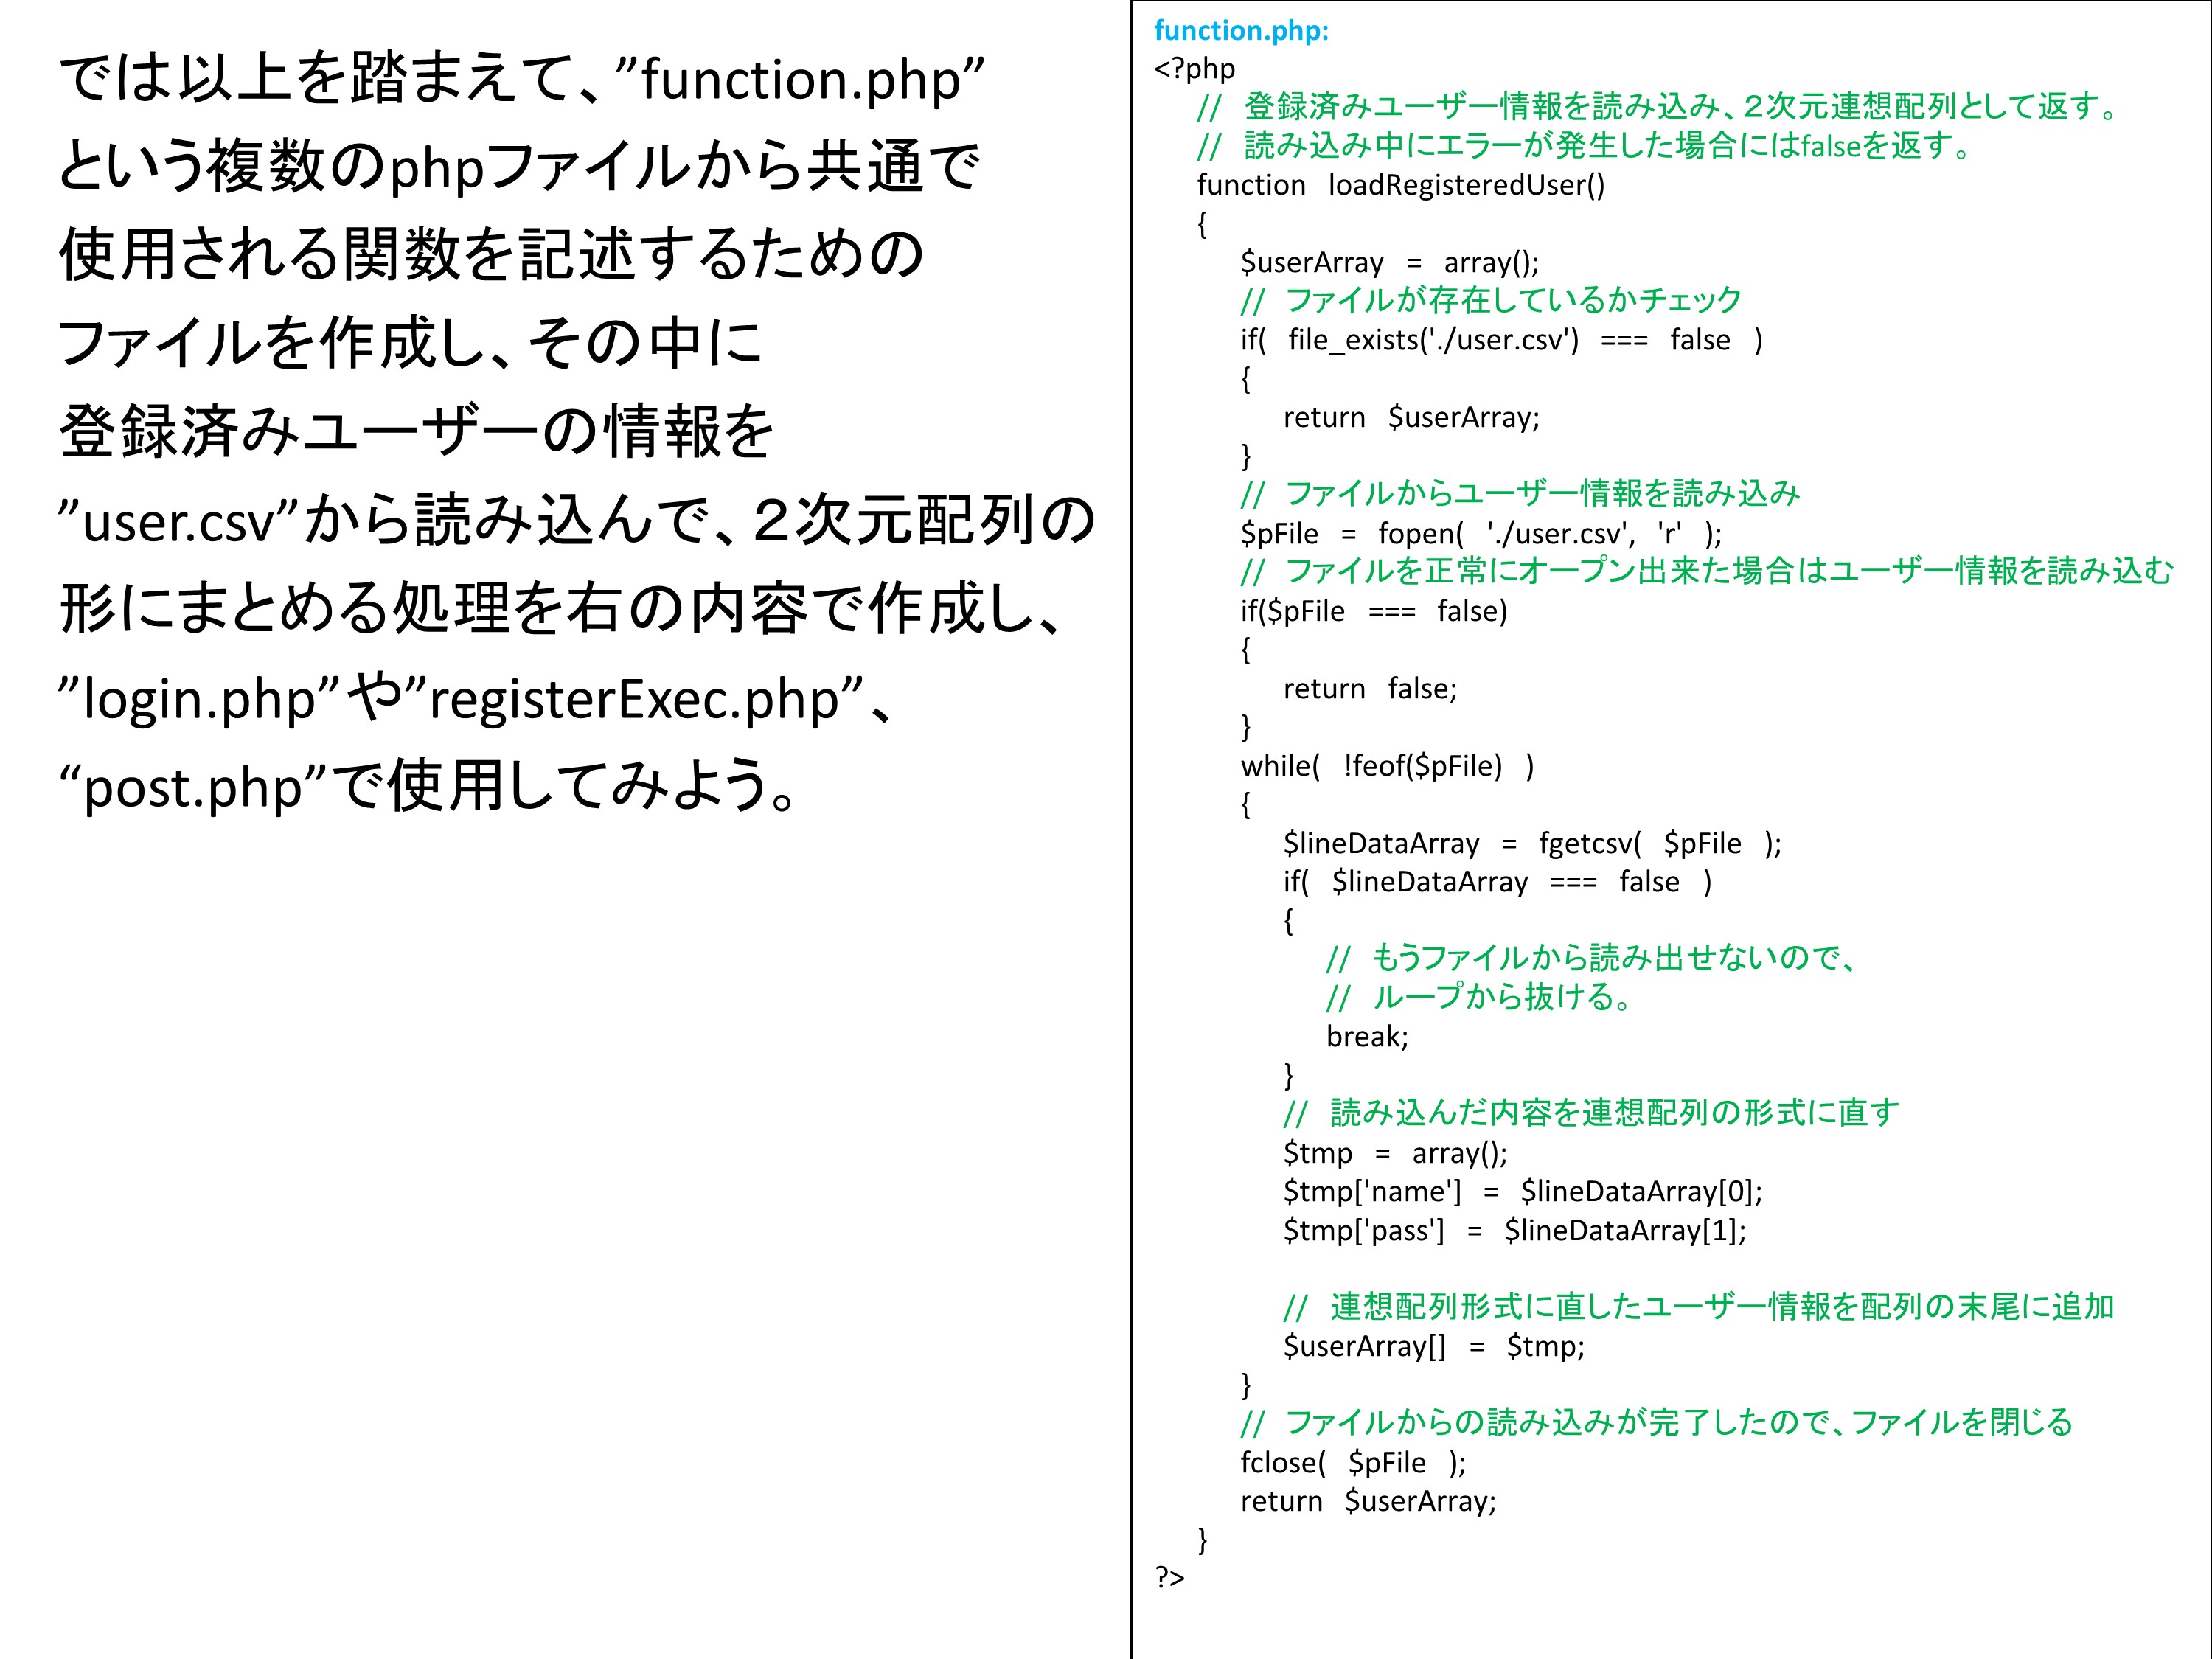 では以上を踏まえて、”function.php”
という複数のphpファイルから共通で
使用される関数を記述するための
ファイルを作成し、その中に
登録済みユーザーの情報を
”user.csv”から読み込んで、２次元配列の
形にまとめる処理を右の内容で作成し、
”login.php”や”registerExec.php”、
“post.php”で使用してみよう。
function.php:
<?php
// 登録済みユーザー情報を読み込み、２次元連想配列として返す。
// 読み込み中にエラーが発生した場合にはfalseを返す。
function loadRegisteredUser()
{
$userArray = array();
// ファイルが存在しているかチェック
if( file_exists('./user.csv') === false )
{
return $userArray;
}
// ファイルからユーザー情報を読み込み
$pFile = fopen( './user.csv', 'r' );
// ファイルを正常にオープン出来た場合はユーザー情報を読み込む
if($pFile === false)
{
return false;
}
while( !feof($pFile) )
{
$lineDataArray = fgetcsv( $pFile );
if( $lineDataArray === false )
{
// もうファイルから読み出せないので、
// ループから抜ける。
break;
}
// 読み込んだ内容を連想配列の形式に直す
$tmp = array();
$tmp['name'] = $lineDataArray[0];
$tmp['pass'] = $lineDataArray[1];
// 連想配列形式に直したユーザー情報を配列の末尾に追加
$userArray[] = $tmp;
}
// ファイルからの読み込みが完了したので、ファイルを閉じる
fclose( $pFile );
return $userArray;
}
?>